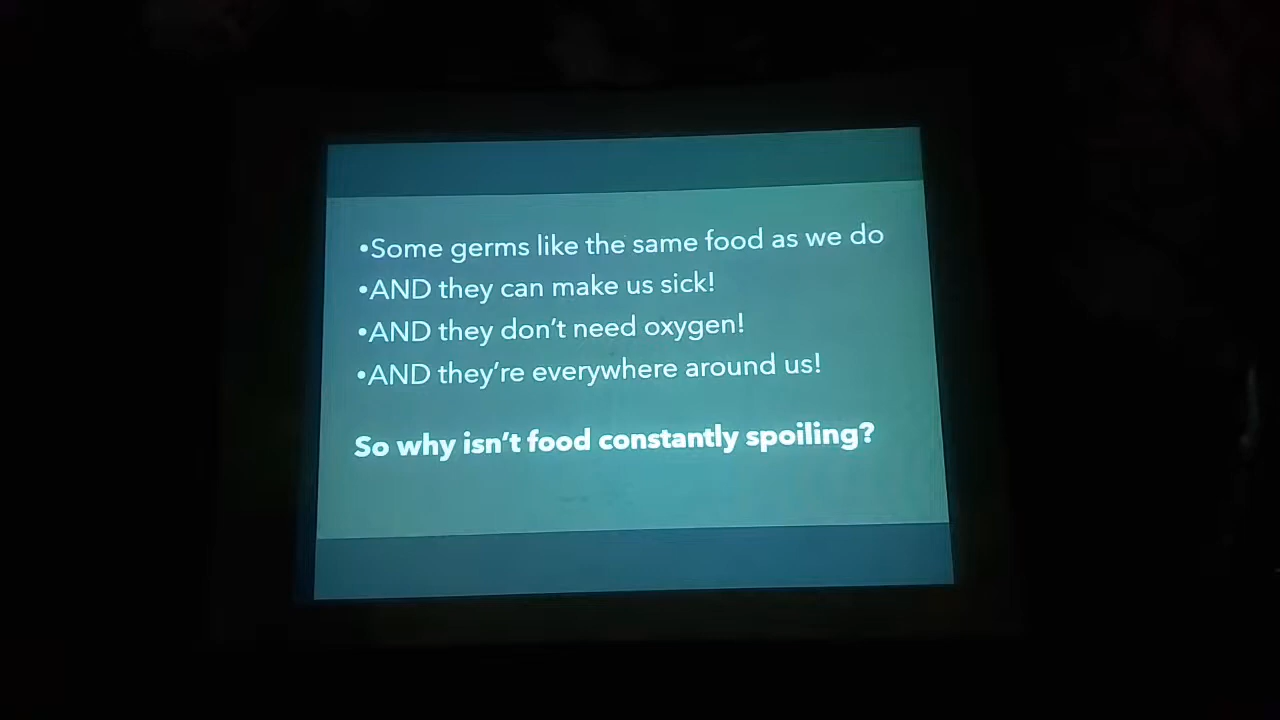 •Some germs like the same food as we do
•AND they can make us sick!
•AND they don't need oxygen!
•AND they're everywhere around us!
So why isn't food constantly spoiling?